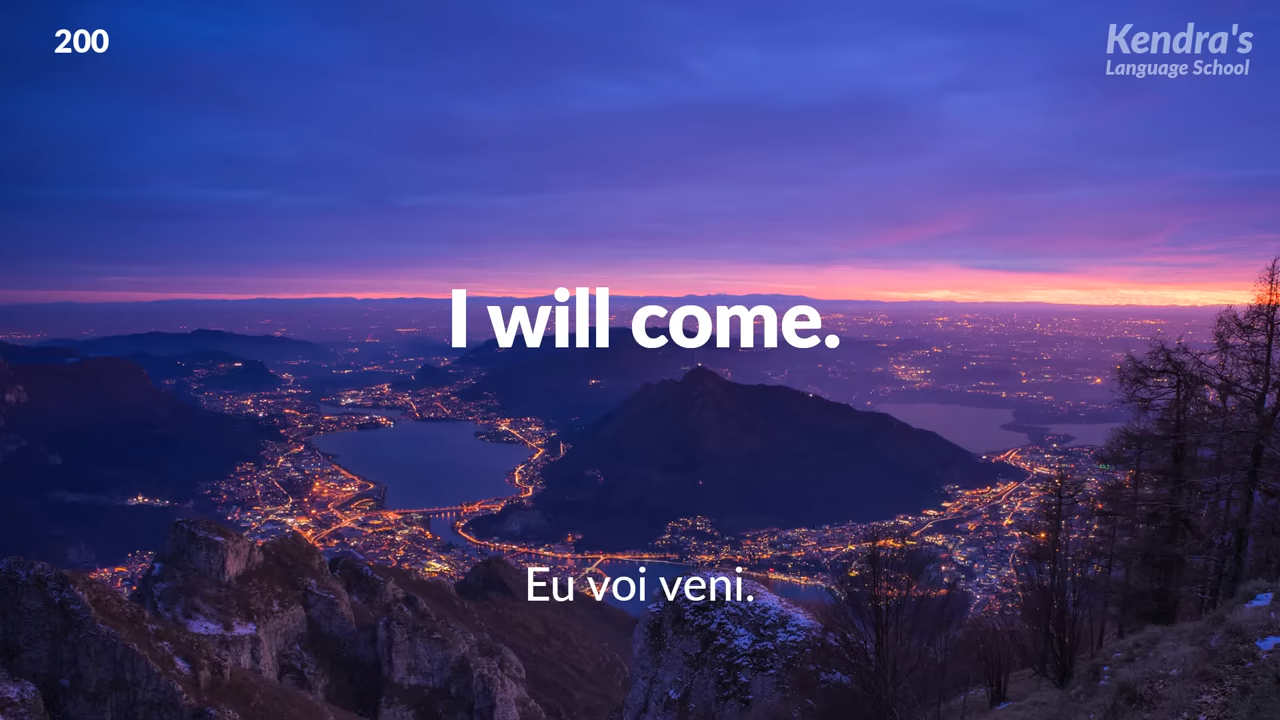 200
Kendra's
Language School
I will come.
Eu voi veni.